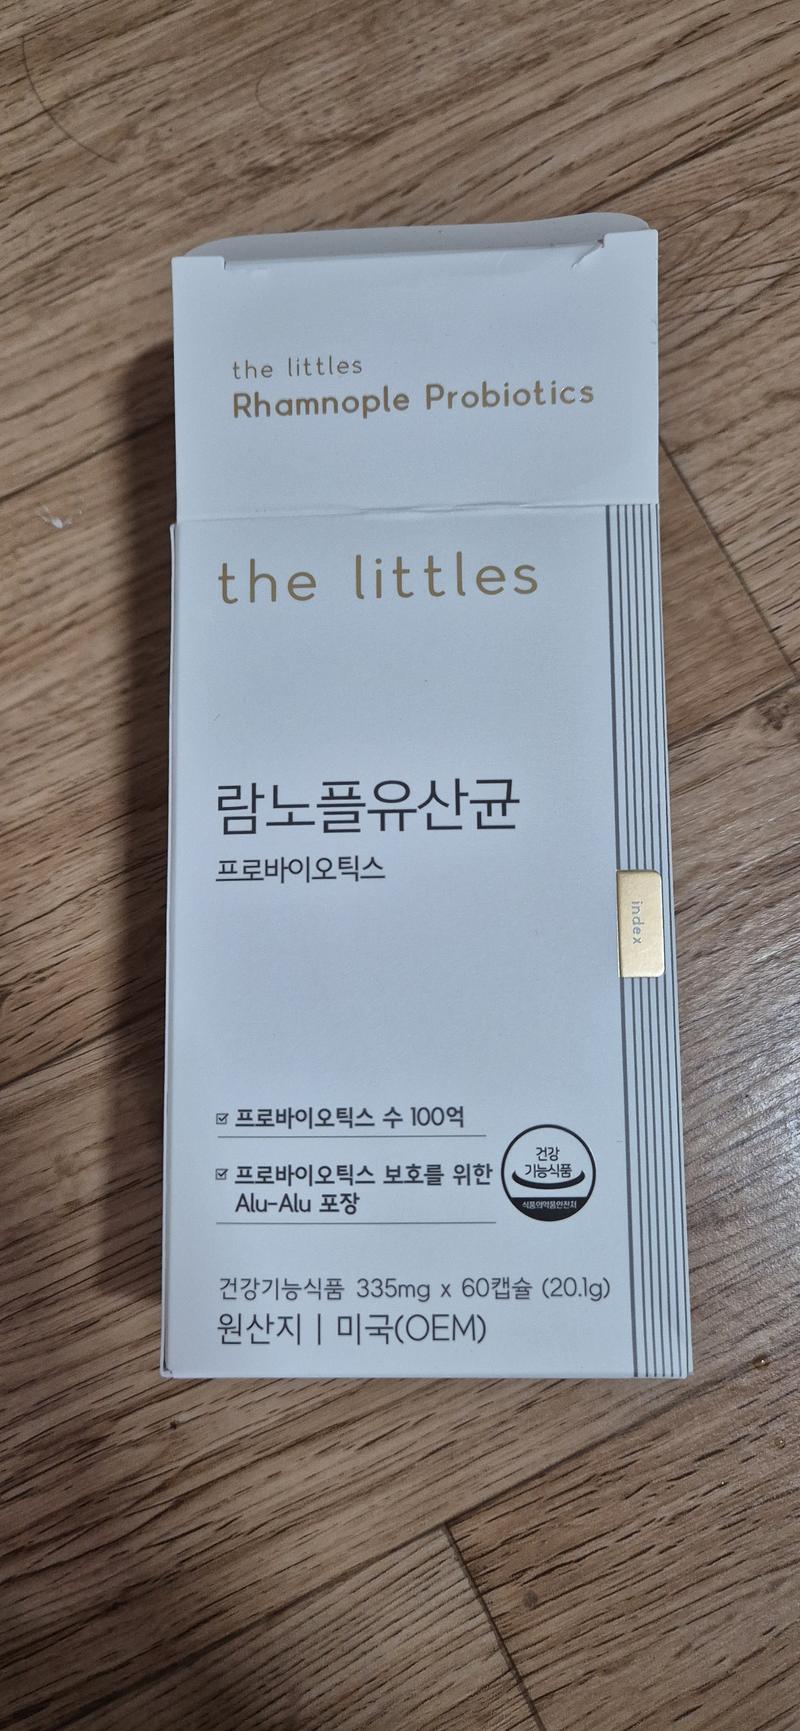 the littles
Rhamnople Probiotics
the littles
람노플유산균
프로바이오틱스
index
프로바이오틱스 수 100억
프로바이오틱스 보호를 위한
Alu-Alu 포장
건강
기능식품
식품의약품안전처
건강기능식품 335mg x 60캡슐 (20.1g)
원산지 | 미국(OEM)